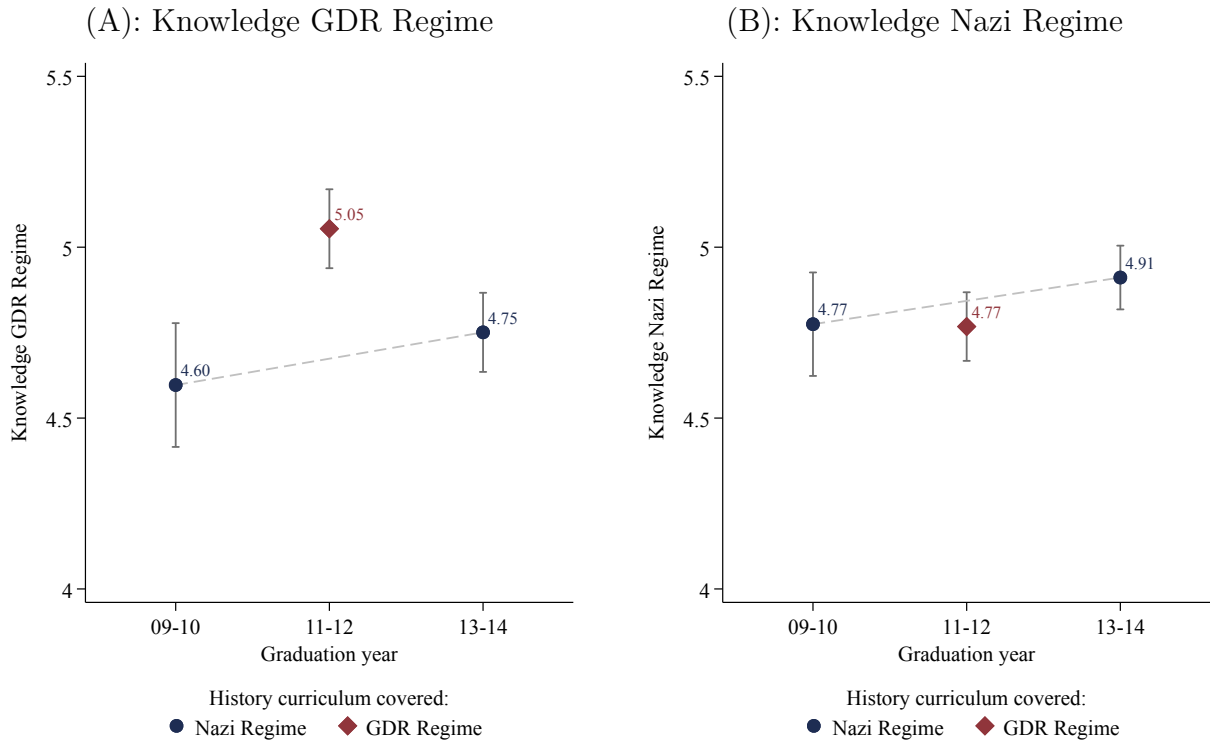 (A): Knowledge GDR Regime
Knowledge GDR Regime
5.5
5
4.5
4
4.60
5.05
4.75
09-10
11-12
13-14
Graduation year
History curriculum covered:
Nazi Regime
GDR Regime
(B): Knowledge Nazi Regime
Knowledge Nazi Regime
5.5
5
4.5
4
4.77
4.77
4.91
09-10
11-12
13-14
Graduation year
History curriculum covered:
Nazi Regime
GDR Regime